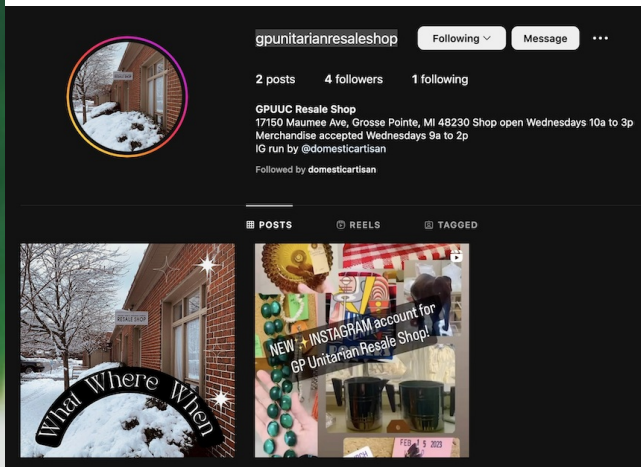 gpunitarianresaleshop
Following
Message
2 posts 4 followers 1 following
GPUUC Resale Shop
17150 Maumee Ave, Grosse Pointe, MI 48230 Shop open Wednesdays 10a to 3p
Merchandise accepted Wednesdays 9a to 2p
IG run by @domesticartisan
Followed by domesticartisan
POSTS
REELS
TAGGED
RESALE SHOP
What Where When
NEW INSTAGRAM account for
GP Unitarian Resale Shop!
FEB 15 2023